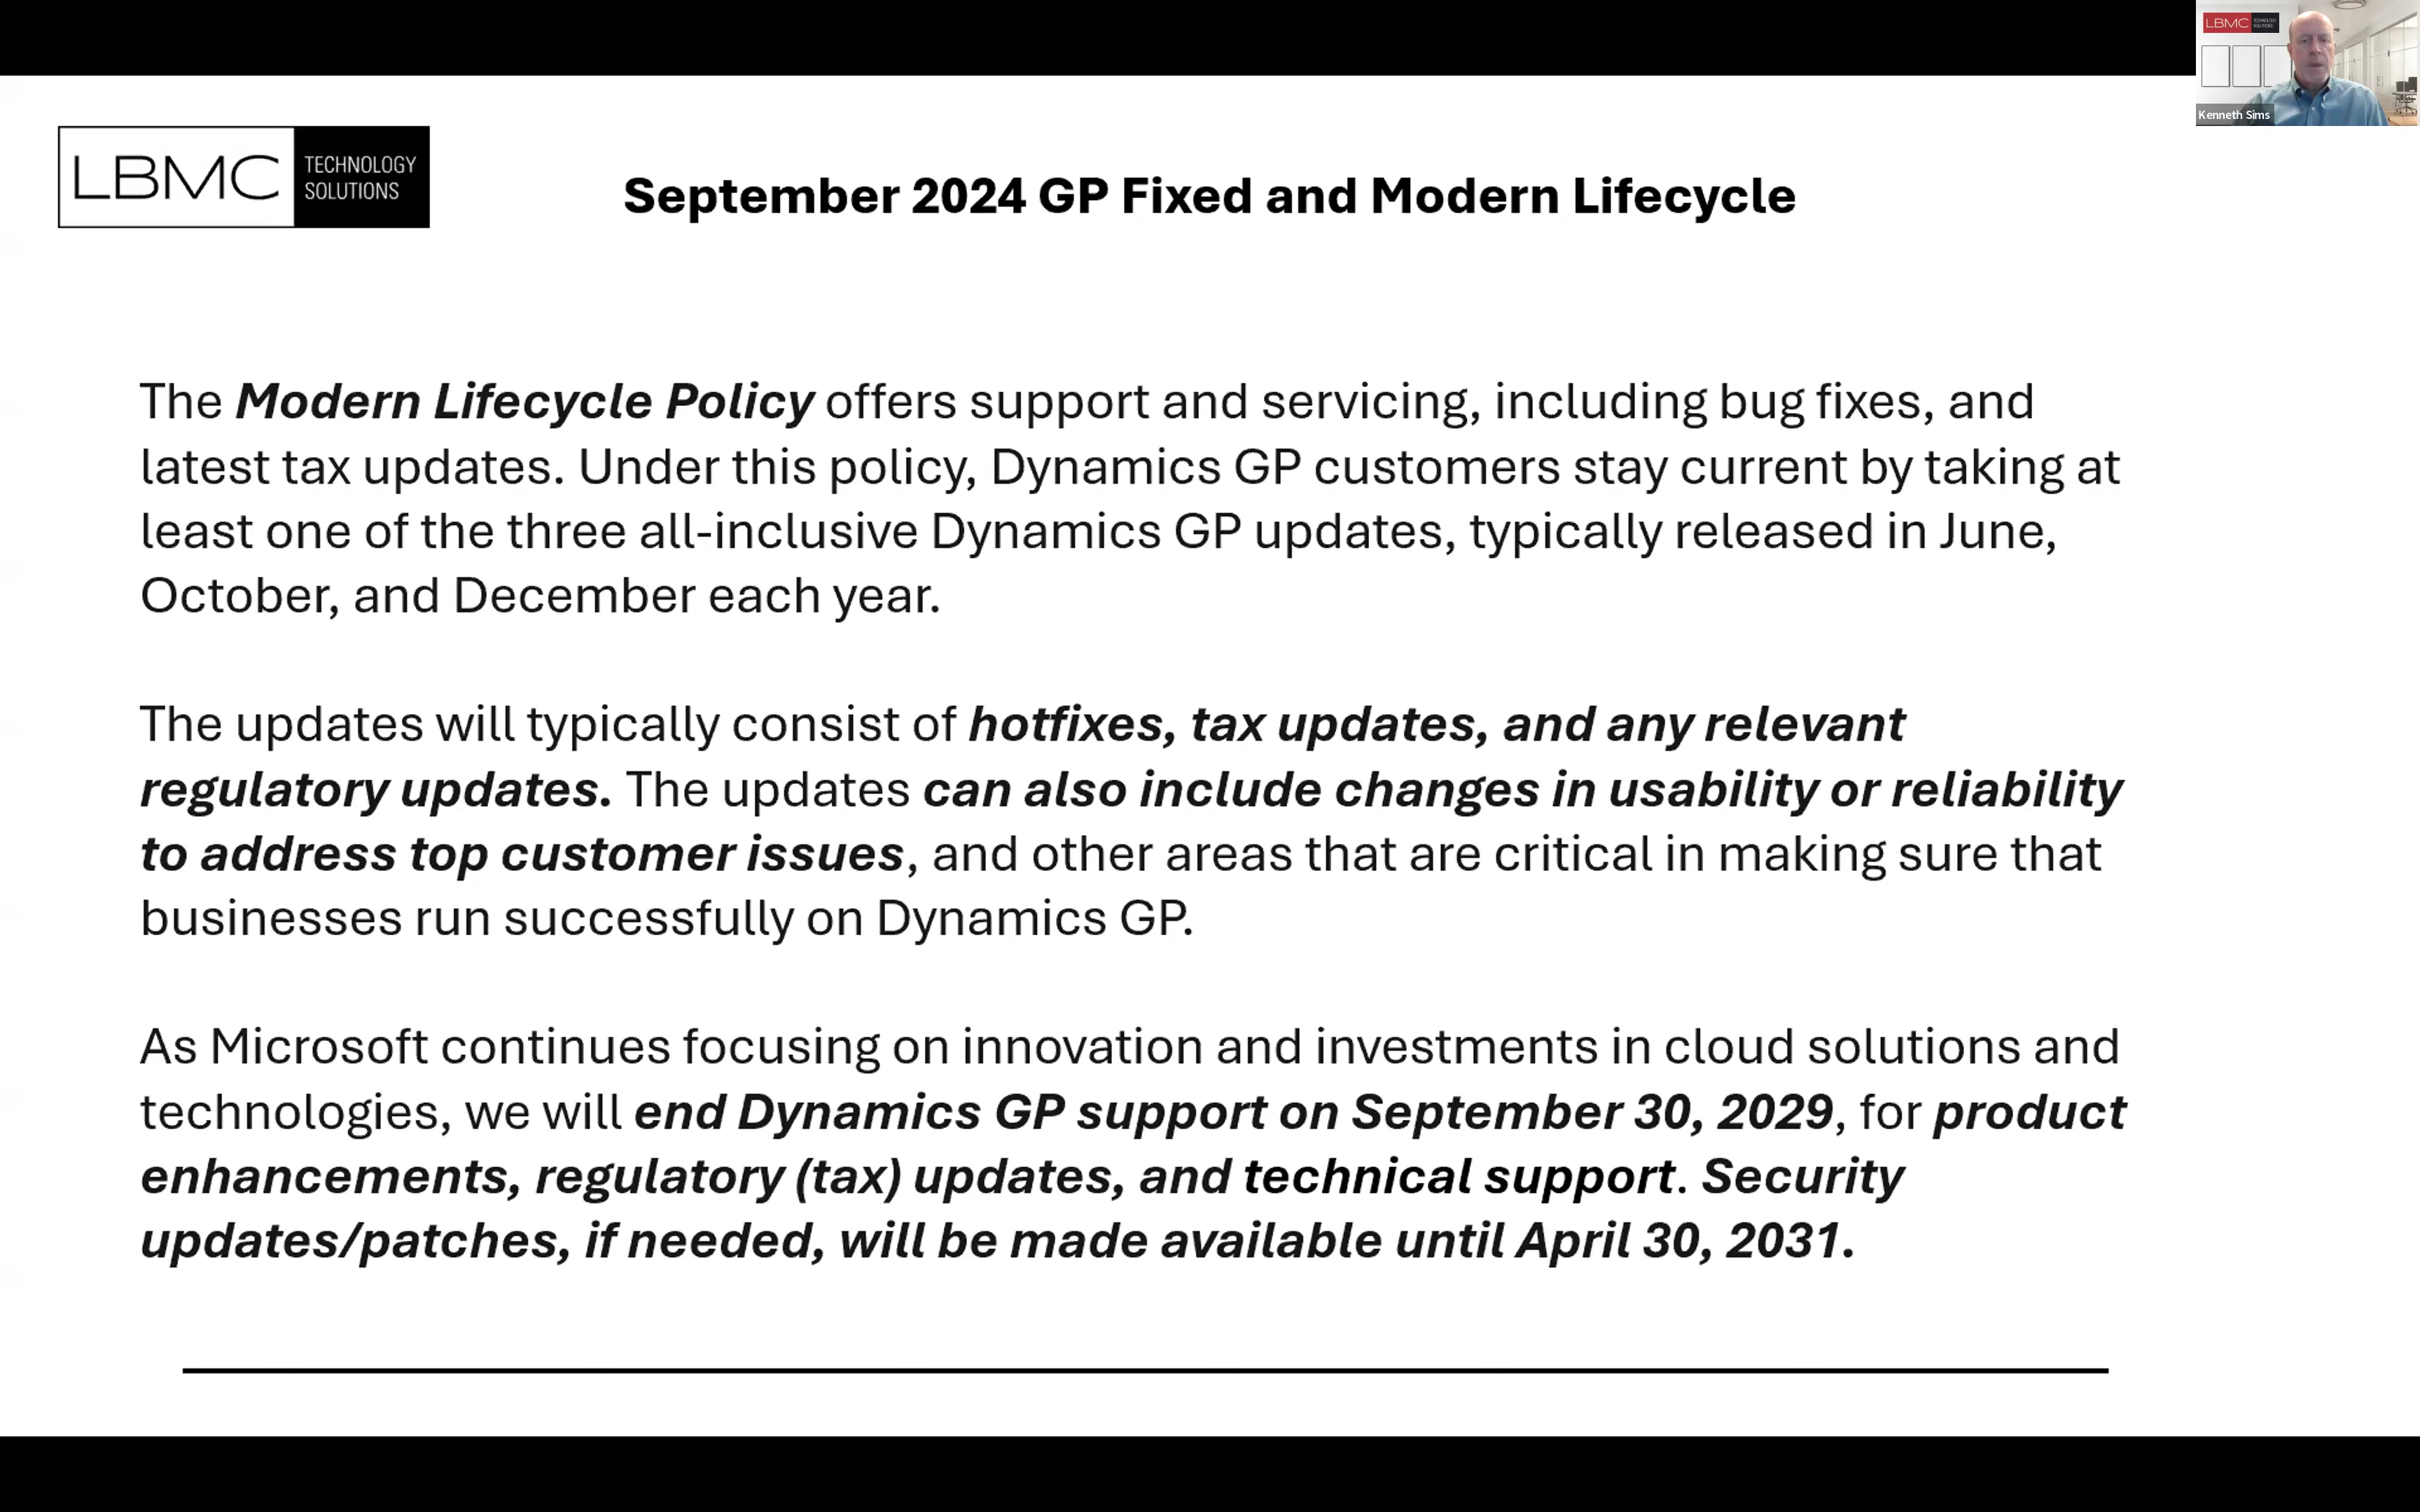 LBMC TECHNOLOGY SOLUTIONS
Kenneth Sims
LBMC TECHNOLOGY
SOLUTIONS
September 2024 GP Fixed and Modern Lifecycle
The Modern Lifecycle Policy offers support and servicing, including bug fixes, and
latest tax updates. Under this policy, Dynamics GP customers stay current by taking at
least one of the three all-inclusive Dynamics GP updates, typically released in June,
October, and December each year.
The updates will typically consist of hotfixes, tax updates, and any relevant
regulatory updates. The updates can also include changes in usability or reliability
to address top customer issues, and other areas that are critical in making sure that
businesses run successfully on Dynamics GP.
As Microsoft continues focusing on innovation and investments in cloud solutions and
technologies, we will end Dynamics GP support on September 30, 2029, for product
enhancements, regulatory (tax) updates, and technical support. Security
updates/patches, if needed, will be made available until April 30, 2031.